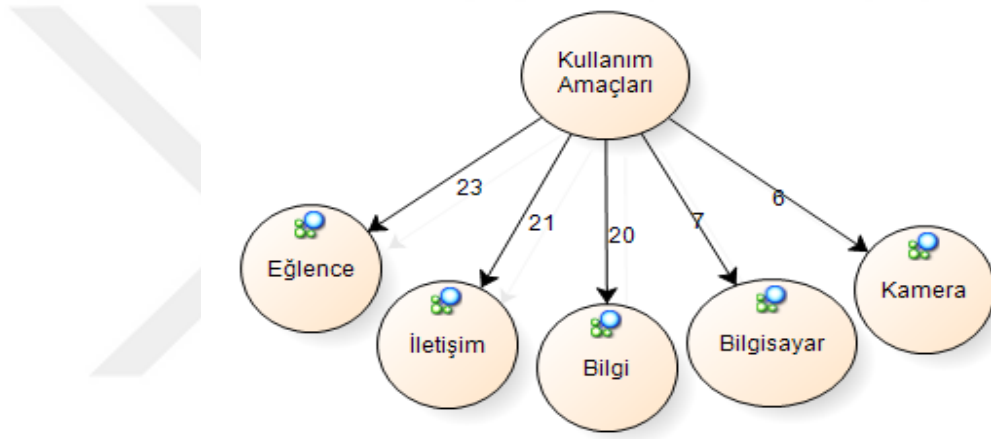 Kullanım
Amaçları
23
21
20
7
6
Eğlence
İletişim
Bilgi
Bilgisayar
Kamera